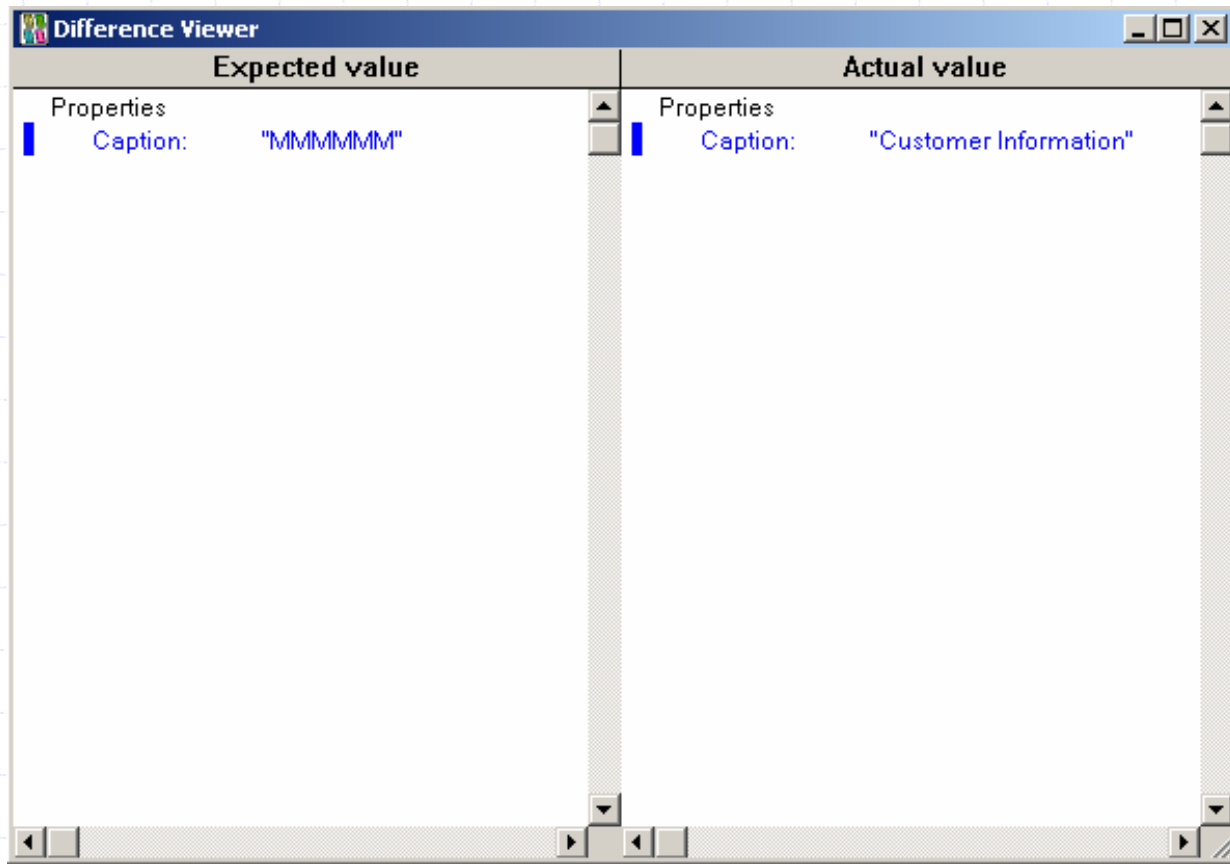 Difference Viewer
Expected value
Actual value
Properties
Caption: "MMMMMM"
Properties
Caption: "Customer Information"